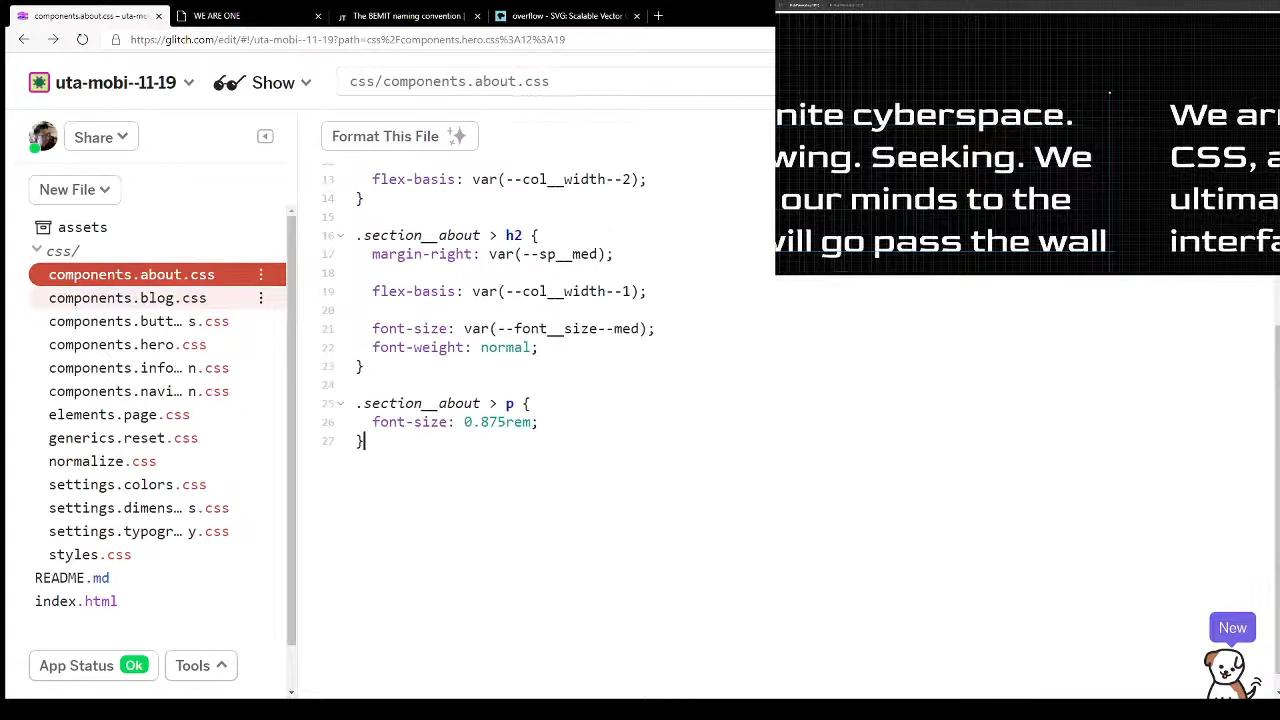 components.about.css – uta-mo
WE ARE ONE
The BEMIT naming convention
overflow - SVG: Scalable Vector
https://glitch.com/edit/#!/uta-mobi--11-19?path=css%2Fcomponents.hero.css%3A12%3A19
uta-mobi--11-19
Show
css/components.about.css
Share
Format This File
New File
assets
css/
components.about.css
components.blog.css
components.butt… s.css
components.hero.css
components.info… n.css
components.navi… n.css
elements.page.css
generics.reset.css
normalize.css
settings.colors.css
settings.dimens… s.css
settings.typogr… y.css
styles.css
README.md
index.html
App Status Ok
Tools
13 flex-basis: var(--col__width--2);
14 }
15
16 .section__about > h2 {
17 margin-right: var(--sp__med);
18
19 flex-basis: var(--col__width--1);
20
21 font-size: var(--font__size--med);
22 font-weight: normal;
23 }
24
25 .section__about > p {
26 font-size: 0.875rem;
27 }
nite cyberspace.
wing. Seeking. We
our minds to the
will go pass the wall
We ar
CSS, a
ultima
interfa
New